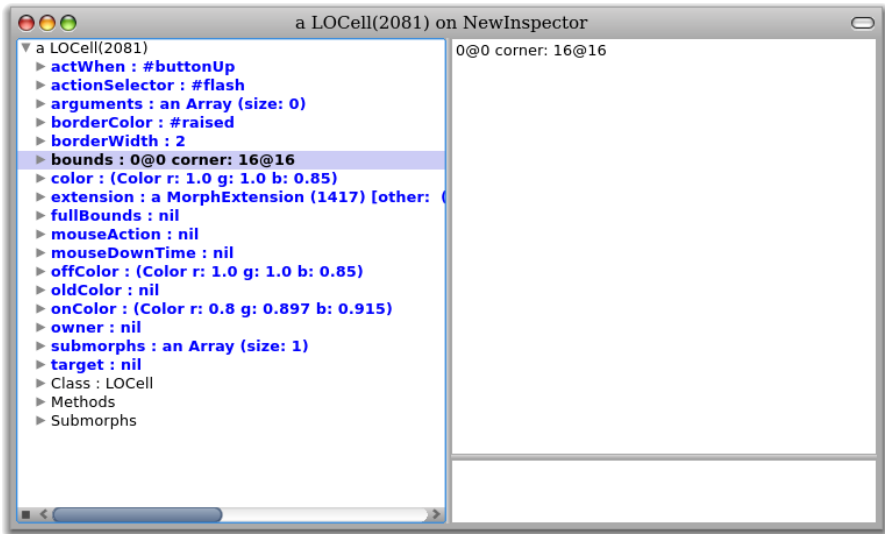 a LOCell(2081) on NewInspector
a LOCell(2081)
actWhen : #buttonUp
actionSelector : #flash
arguments : an Array (size: 0)
borderColor : #raised
borderWidth : 2
bounds : 0@0 corner: 16@16
color : (Color r: 1.0 g: 1.0 b: 0.85)
extension : a MorphExtension (1417) [other:  (
fullBounds : nil
mouseAction : nil
mouseDownTime : nil
offColor : (Color r: 1.0 g: 1.0 b: 0.85)
oldColor : nil
onColor : (Color r: 0.8 g: 0.897 b: 0.915)
owner : nil
submorphs : an Array (size: 1)
target : nil
Class : LOCell
Methods
Submorphs
0@0 corner: 16@16